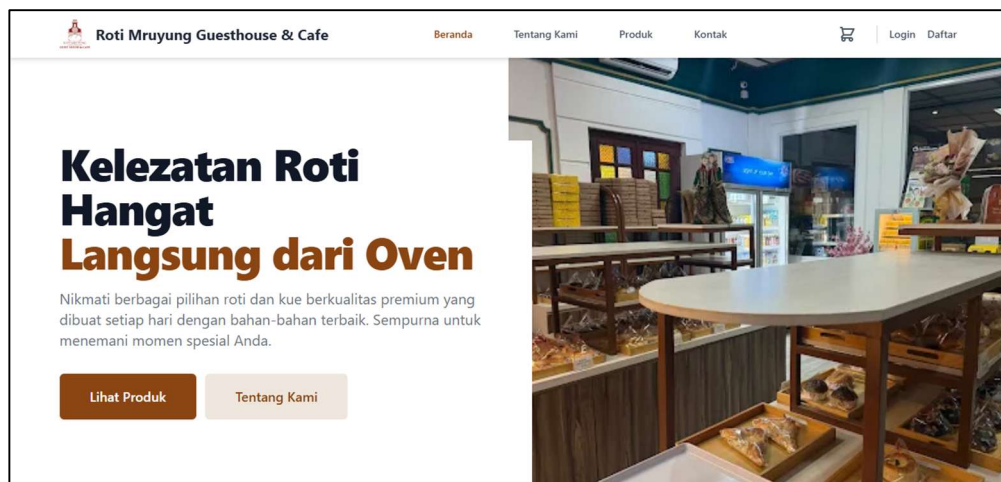 Roti Mruyung Guesthouse & Cafe
Beranda
Tentang Kami
Produk
Kontak
Login
Daftar
Kelezatan Roti
Hangat
Langsung dari Oven
Nikmati berbagai pilihan roti dan kue berkualitas premium yang
dibuat setiap hari dengan bahan-bahan terbaik. Sempurna untuk
menemani momen spesial Anda.
Lihat Produk
Tentang Kami